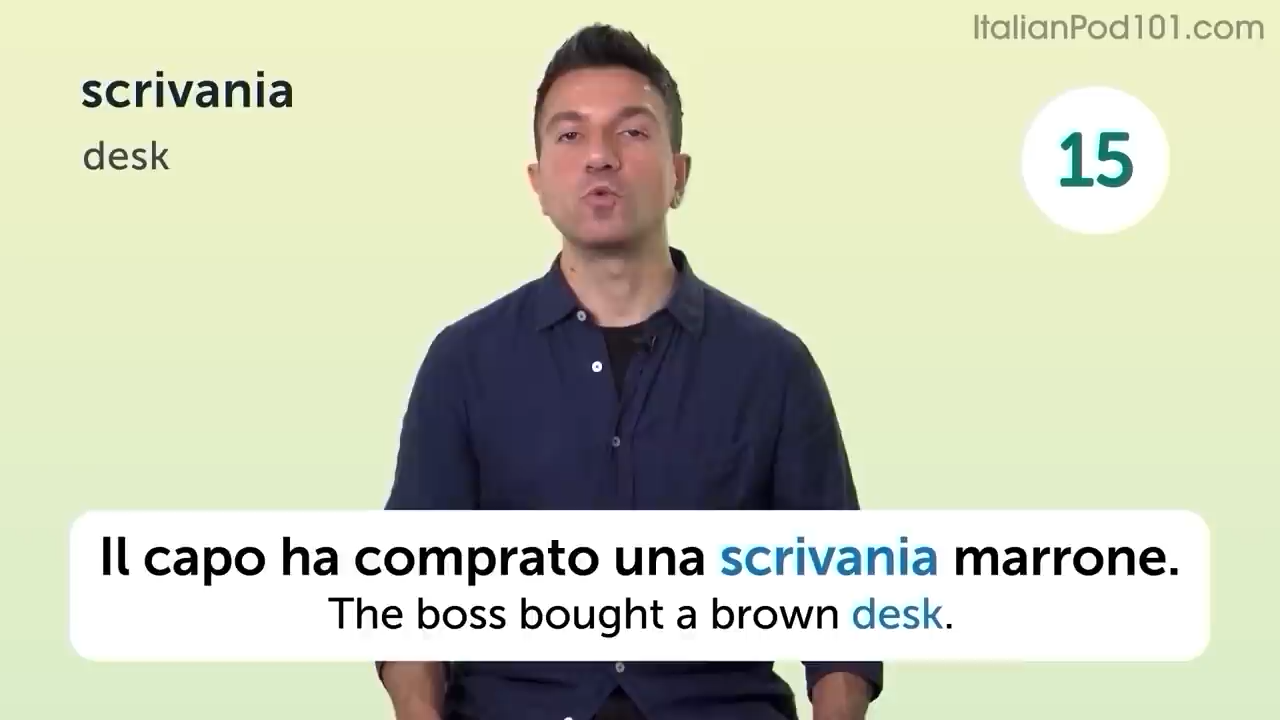 ItalianPod101.com
scrivania
desk
15
Il capo ha comprato una scrivania marrone.
The boss bought a brown desk.